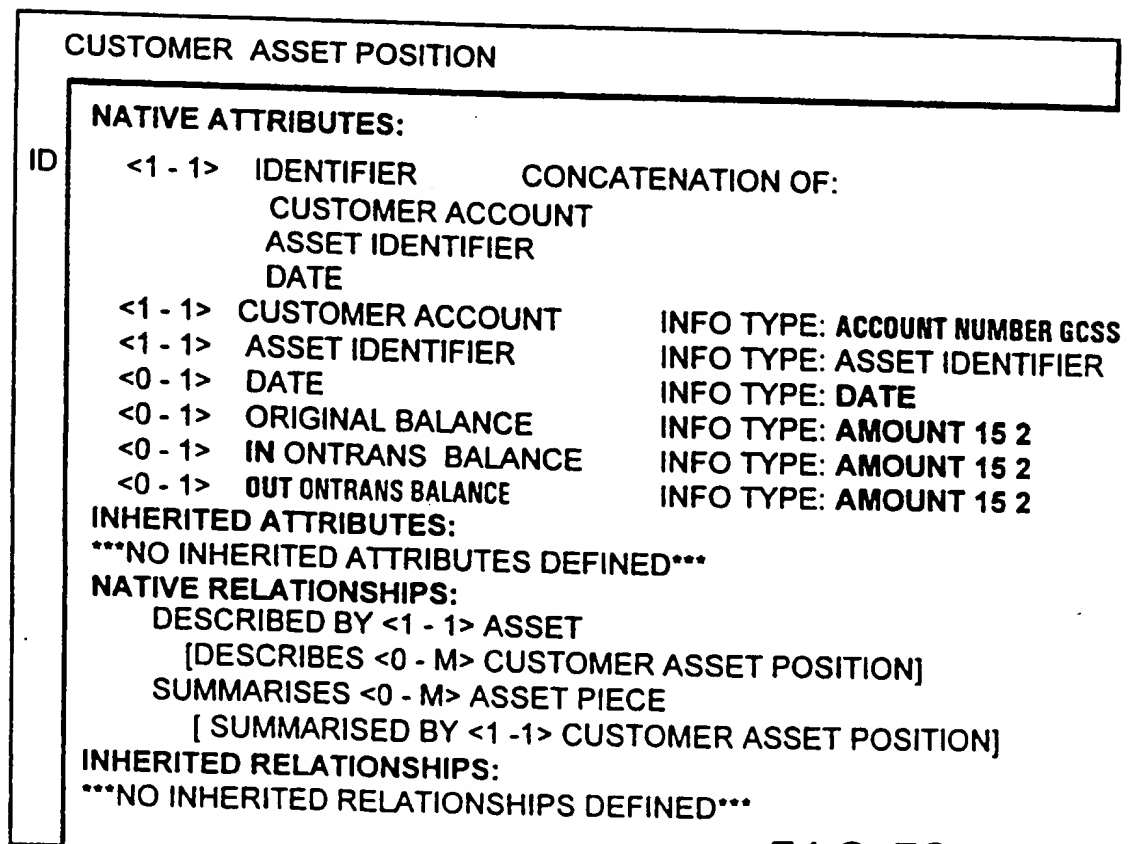 CUSTOMER ASSET POSITION
NATIVE ATTRIBUTES:
ID <1 - 1> IDENTIFIER CONCATENATION OF:
CUSTOMER ACCOUNT
ASSET IDENTIFIER
DATE
<1 - 1> CUSTOMER ACCOUNT INFO TYPE: ACCOUNT NUMBER GCSS
<1 - 1> ASSET IDENTIFIER INFO TYPE: ASSET IDENTIFIER
<0 - 1> DATE INFO TYPE: DATE
<0 - 1> ORIGINAL BALANCE INFO TYPE: AMOUNT 15 2
<0 - 1> IN ONTRANS BALANCE INFO TYPE: AMOUNT 15 2
<0 - 1> OUT ONTRANS BALANCE INFO TYPE: AMOUNT 15 2
INHERITED ATTRIBUTES:
***NO INHERITED ATTRIBUTES DEFINED***
NATIVE RELATIONSHIPS:
DESCRIBED BY <1 - 1> ASSET
[DESCRIBES <0 - M> CUSTOMER ASSET POSITION]
SUMMARISES <0 - M> ASSET PIECE
[ SUMMARISED BY <1 -1> CUSTOMER ASSET POSITION]
INHERITED RELATIONSHIPS:
***NO INHERITED RELATIONSHIPS DEFINED***